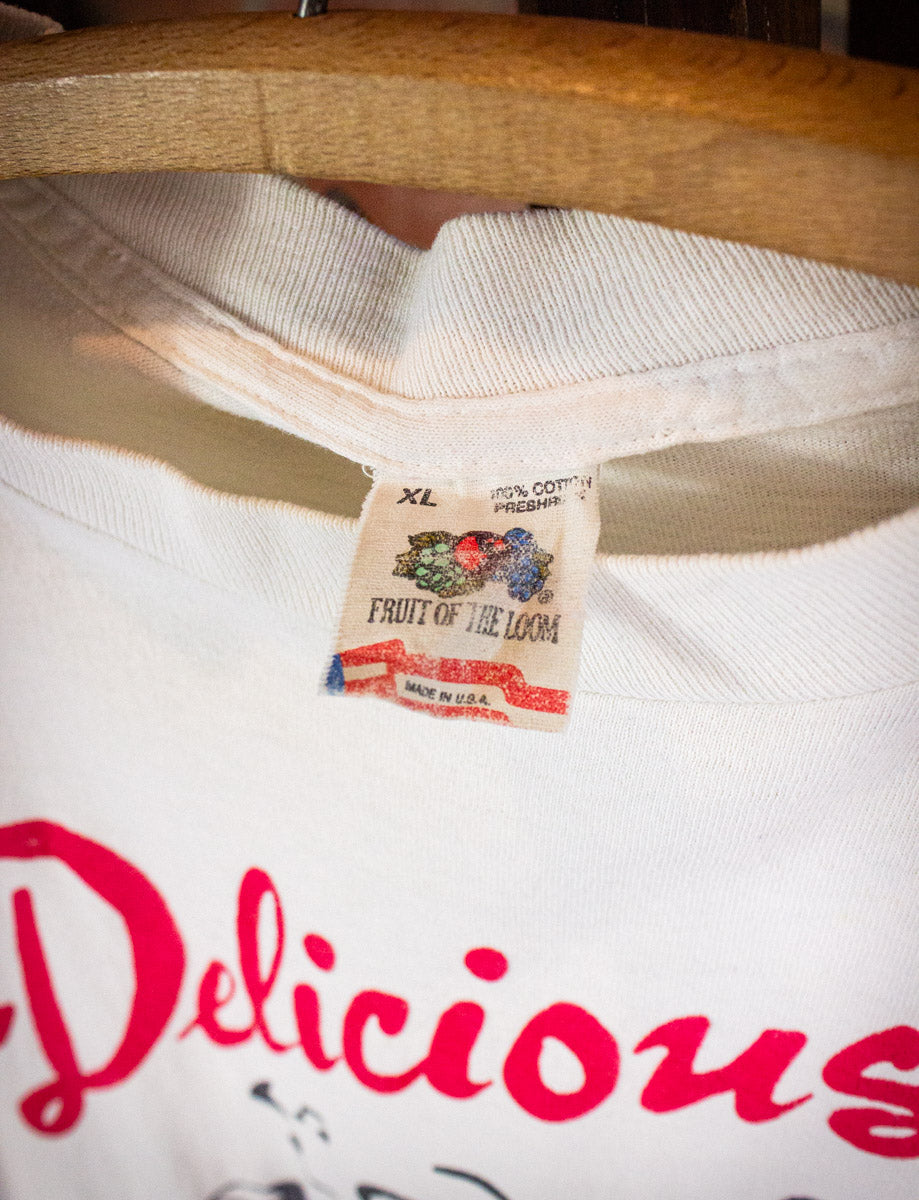 XL
100% COTTON
PRESHRUNK
FRUIT OF THE LOOM
®
MADE IN U.S.A.
Delicious